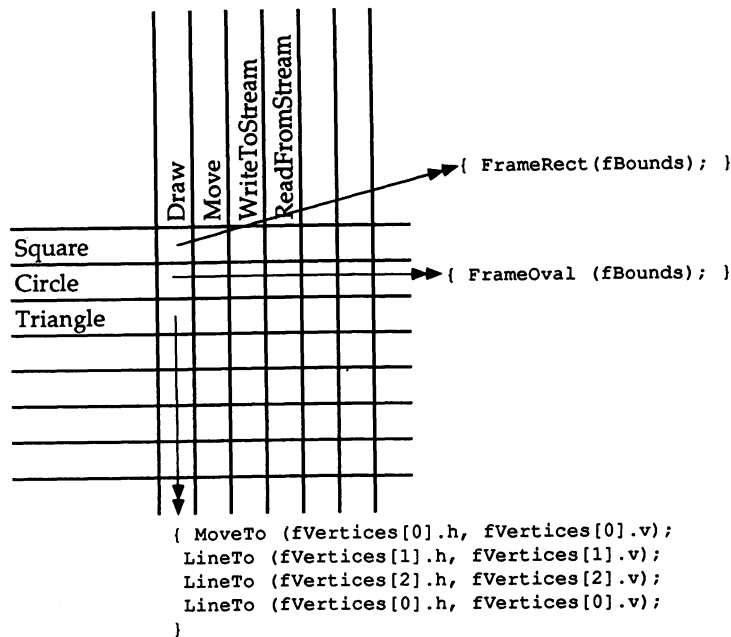 Draw
Move
WriteToStream
ReadFromStream
{ FrameRect(fBounds); }
Square
Circle
{ FrameOval (fBounds); }
Triangle
{ MoveTo (fVertices[0].h, fVertices[0].v);
LineTo (fVertices[1].h, fVertices[1].v);
LineTo (fVertices[2].h, fVertices[2].v);
LineTo (fVertices[0].h, fVertices[0].v);
}